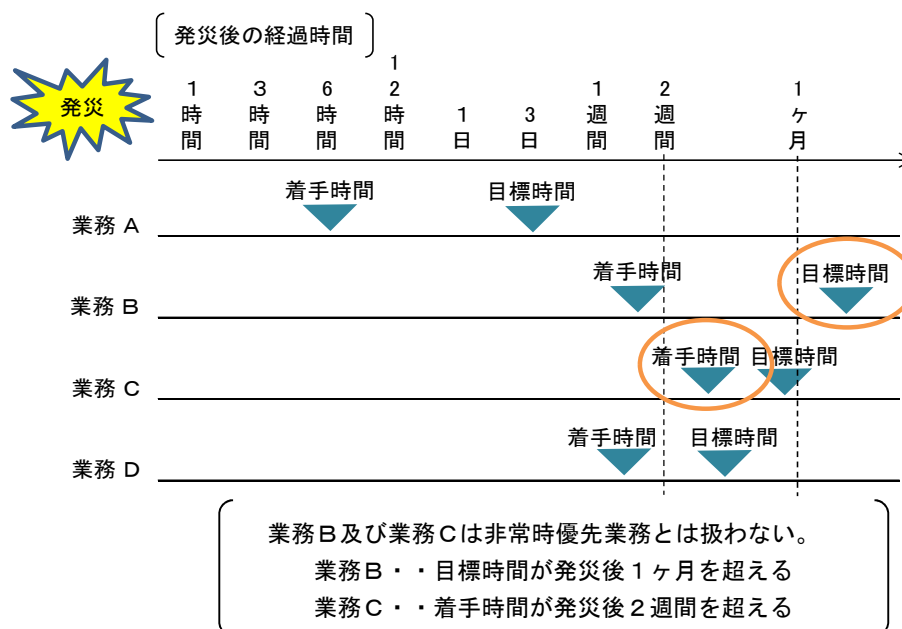 発災後の経過時間
発災
1時間
3時間
6時間
12時間
1日
3日
1週間
2週間
1ヶ月
着手時間
目標時間
業務 A
着手時間
目標時間
業務 B
着手時間
目標時間
業務 C
着手時間
目標時間
業務 D
業務B及び業務Cは非常時優先業務とは扱わない。
業務B・・目標時間が発災後1ヶ月を超える
業務C・・着手時間が発災後2週間を超える